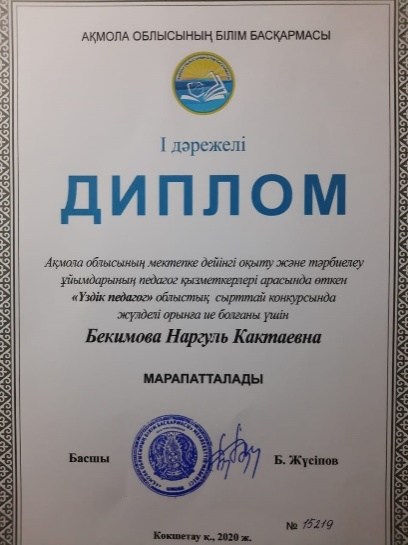 АҚМОЛА ОБЛЫСЫНЫҢ БІЛІМ БАСҚАРМАСЫ
І дәрежелі
ДИПЛОМ
Ақмола облысының мектепке дейінгі оқыту және тәрбиелеу
ұйымдарының педагог қызметкерлері арасында өткен
«Үздік педагог» облыстық сырттай конкурсында
жүлделі орынға ие болғаны үшін
Бекимова Наргуль Кактаевна
МАРАПАТТАЛАДЫ
Басшы
Б. Жүсіпов
№ 15219
Көкшетау қ., 2020 ж.